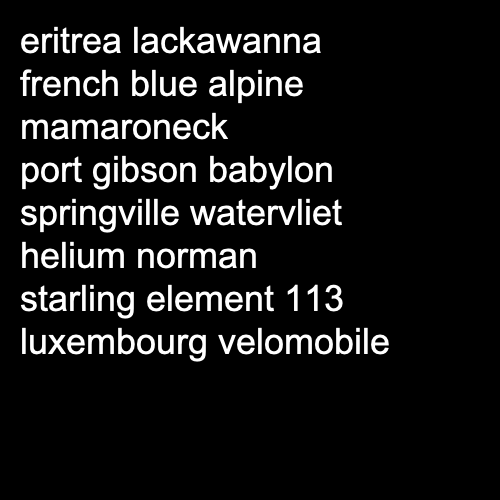 eritrea lackawanna
french blue alpine
mamaroneck
port gibson babylon
springville watervliet
helium norman
starling element 113
luxembourg velomobile